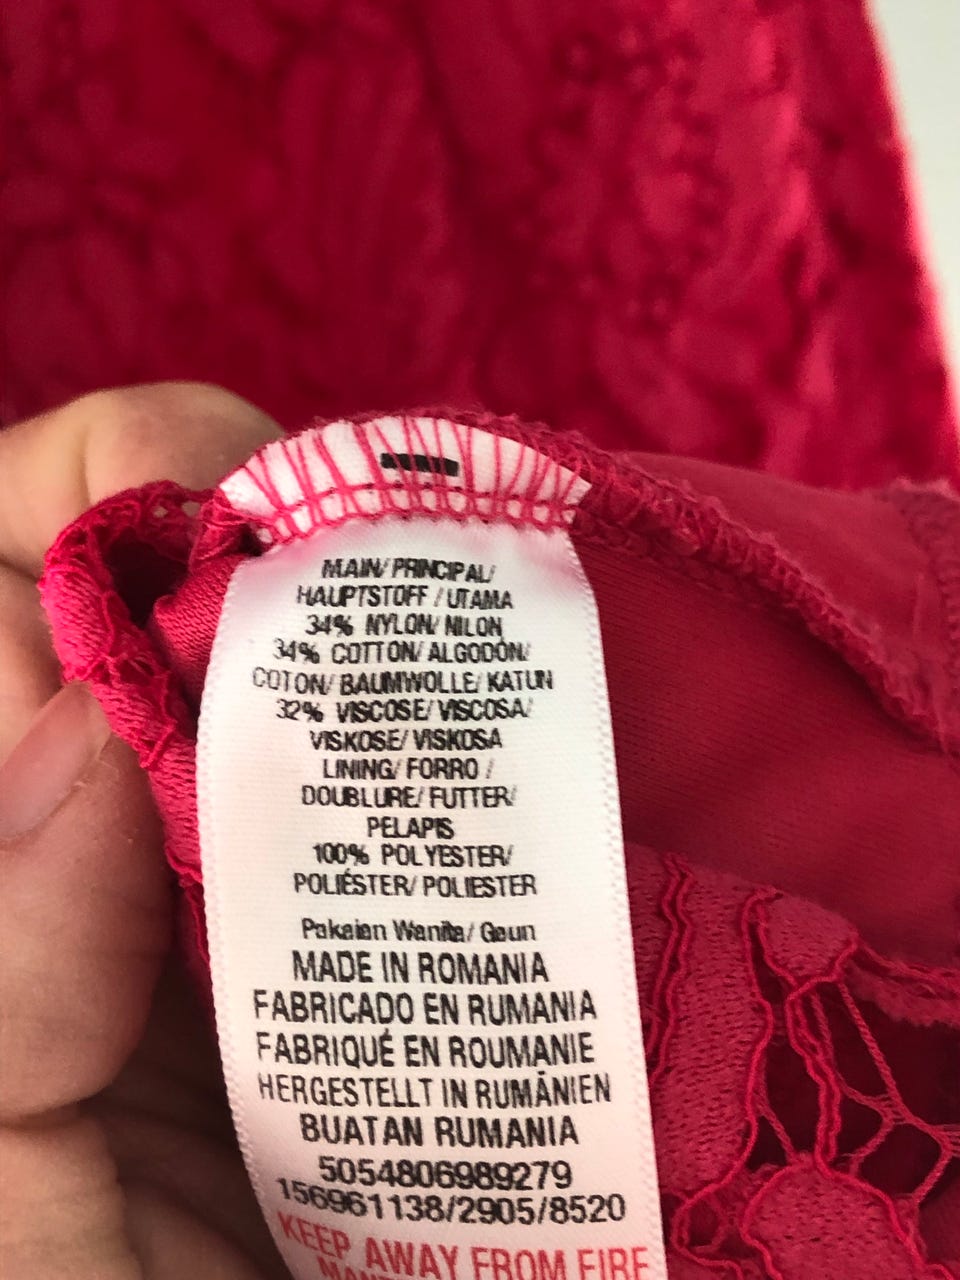 MAIN/ PRINCIPAL/
HAUPTSTOFF / UTAMA
34% NYLON/ NILON
34% COTTON/ ALGODÓN/
COTON/ BAUMWOLLE/ KATUN
32% VISCOSE/ VISCOSA/
VISKOSE/ VISKOSA
LINING/ FORRO /
DOUBLURE/ FUTTER/
PELAPIS
100% POLYESTER/
POLIÉSTER/ POLIESTER
Pakaian Wanita/ Gaun
MADE IN ROMANIA
FABRICADO EN RUMANIA
FABRIQUÉ EN ROUMANIE
HERGESTELLT IN RUMÄNIEN
BUATAN RUMANIA
5054806989279
156961138/2905/8520
KEEP AWAY FROM FIRE